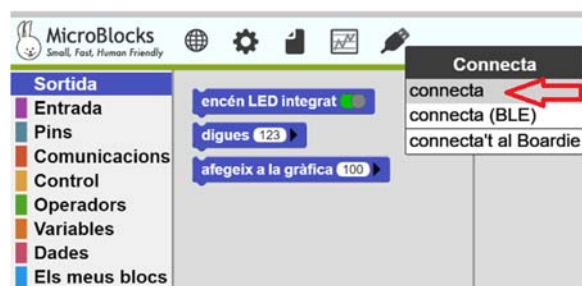 MicroBlocks
Small, Fast, Human Friendly
Connecta
connecta
connecta (BLE)
connecta't al Boardie
Sortida
Entrada
Pins
Comunicacions
Control
Operadors
Variables
Dades
Els meus blocs
encén LED integrat
digues 123
afegeix a la gràfica 100